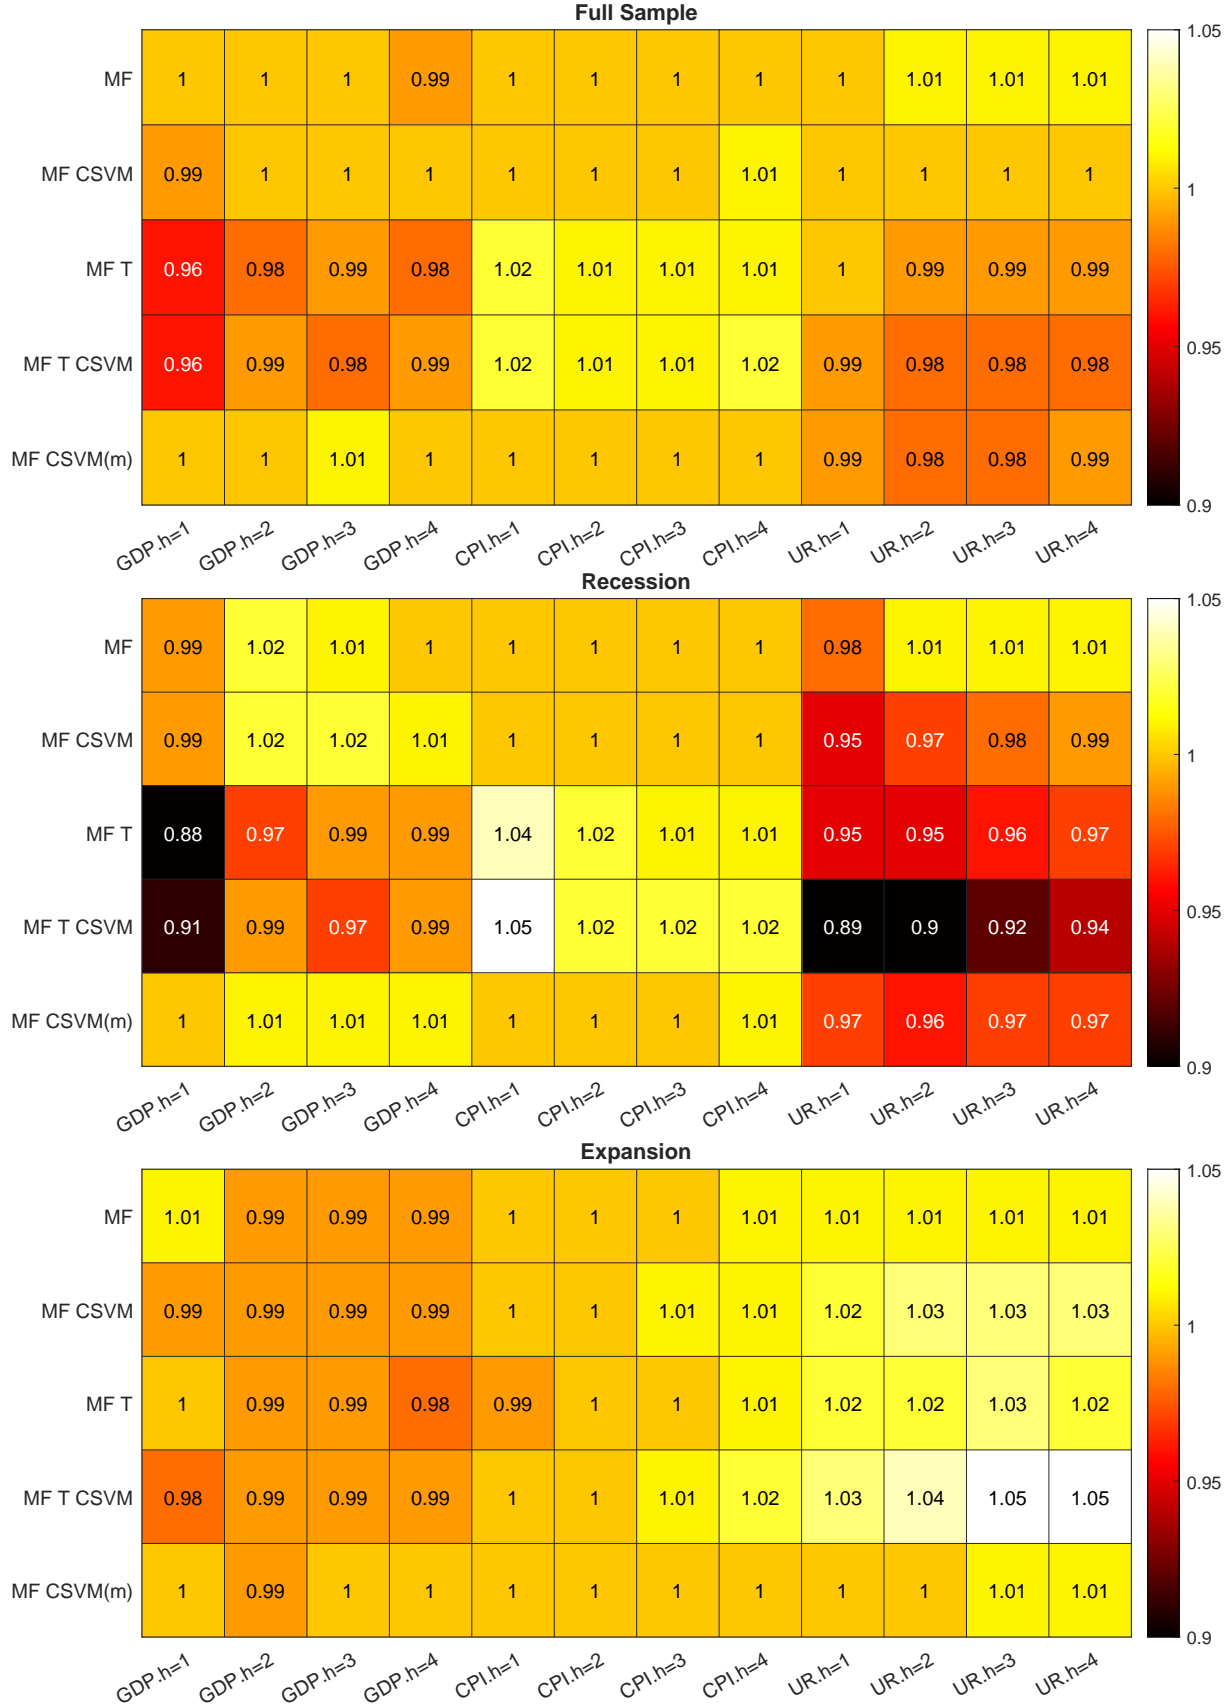 Full Sample
MF 1 1 1 0.99 1 1 1 1 1 1.01 1.01 1.01
MF CSVM 0.99 1 1 1 1 1 1 1.01 1 1 1 1
MF T 0.96 0.98 0.99 0.98 1.02 1.01 1.01 1.01 1 0.99 0.99 0.99
MF T CSVM 0.96 0.99 0.98 0.99 1.02 1.01 1.01 1.02 0.99 0.98 0.98 0.98
MF CSVM(m) 1 1 1.01 1 1 1 1 1 0.99 0.98 0.98 0.99
GDP.h=1 GDP.h=2 GDP.h=3 GDP.h=4 CPI.h=1 CPI.h=2 CPI.h=3 CPI.h=4 UR.h=1 UR.h=2 UR.h=3 UR.h=4
1.05
1
0.95
0.9
Recession
MF 0.99 1.02 1.01 1 1 1 1 1 0.98 1.01 1.01 1.01
MF CSVM 0.99 1.02 1.02 1.01 1 1 1 1 0.95 0.97 0.98 0.99
MF T 0.88 0.97 0.99 0.99 1.04 1.02 1.01 1.01 0.95 0.95 0.96 0.97
MF T CSVM 0.91 0.99 0.97 0.99 1.05 1.02 1.02 1.02 0.89 0.9 0.92 0.94
MF CSVM(m) 1 1.01 1.01 1.01 1 1 1 1.01 0.97 0.96 0.97 0.97
GDP.h=1 GDP.h=2 GDP.h=3 GDP.h=4 CPI.h=1 CPI.h=2 CPI.h=3 CPI.h=4 UR.h=1 UR.h=2 UR.h=3 UR.h=4
1.05
1
0.95
0.9
Expansion
MF 1.01 0.99 0.99 0.99 1 1 1 1.01 1.01 1.01 1.01 1.01
MF CSVM 0.99 0.99 0.99 0.99 1 1 1.01 1.01 1.02 1.03 1.03 1.03
MF T 1 0.99 0.99 0.98 0.99 1 1 1.01 1.02 1.02 1.03 1.02
MF T CSVM 0.98 0.99 0.99 0.99 1 1 1.01 1.02 1.03 1.04 1.05 1.05
MF CSVM(m) 1 0.99 1 1 1 1 1 1 1 1 1.01 1.01
GDP.h=1 GDP.h=2 GDP.h=3 GDP.h=4 CPI.h=1 CPI.h=2 CPI.h=3 CPI.h=4 UR.h=1 UR.h=2 UR.h=3 UR.h=4
1.05
1
0.95
0.9